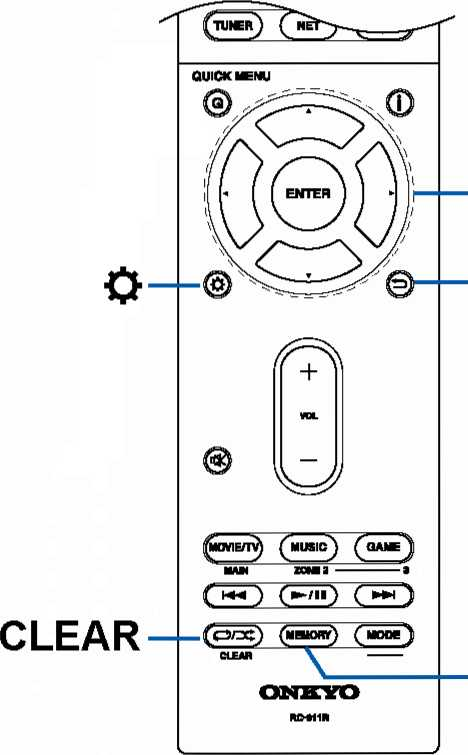 TUNER NET
QUICK MENU
Q i
ENTER
+
VOL
−
MOVIE/TV MUSIC GAME
MAIN ZONE 2 3
CLEAR MEMORY MODE
CLEAR
ONKYO
RC-911R